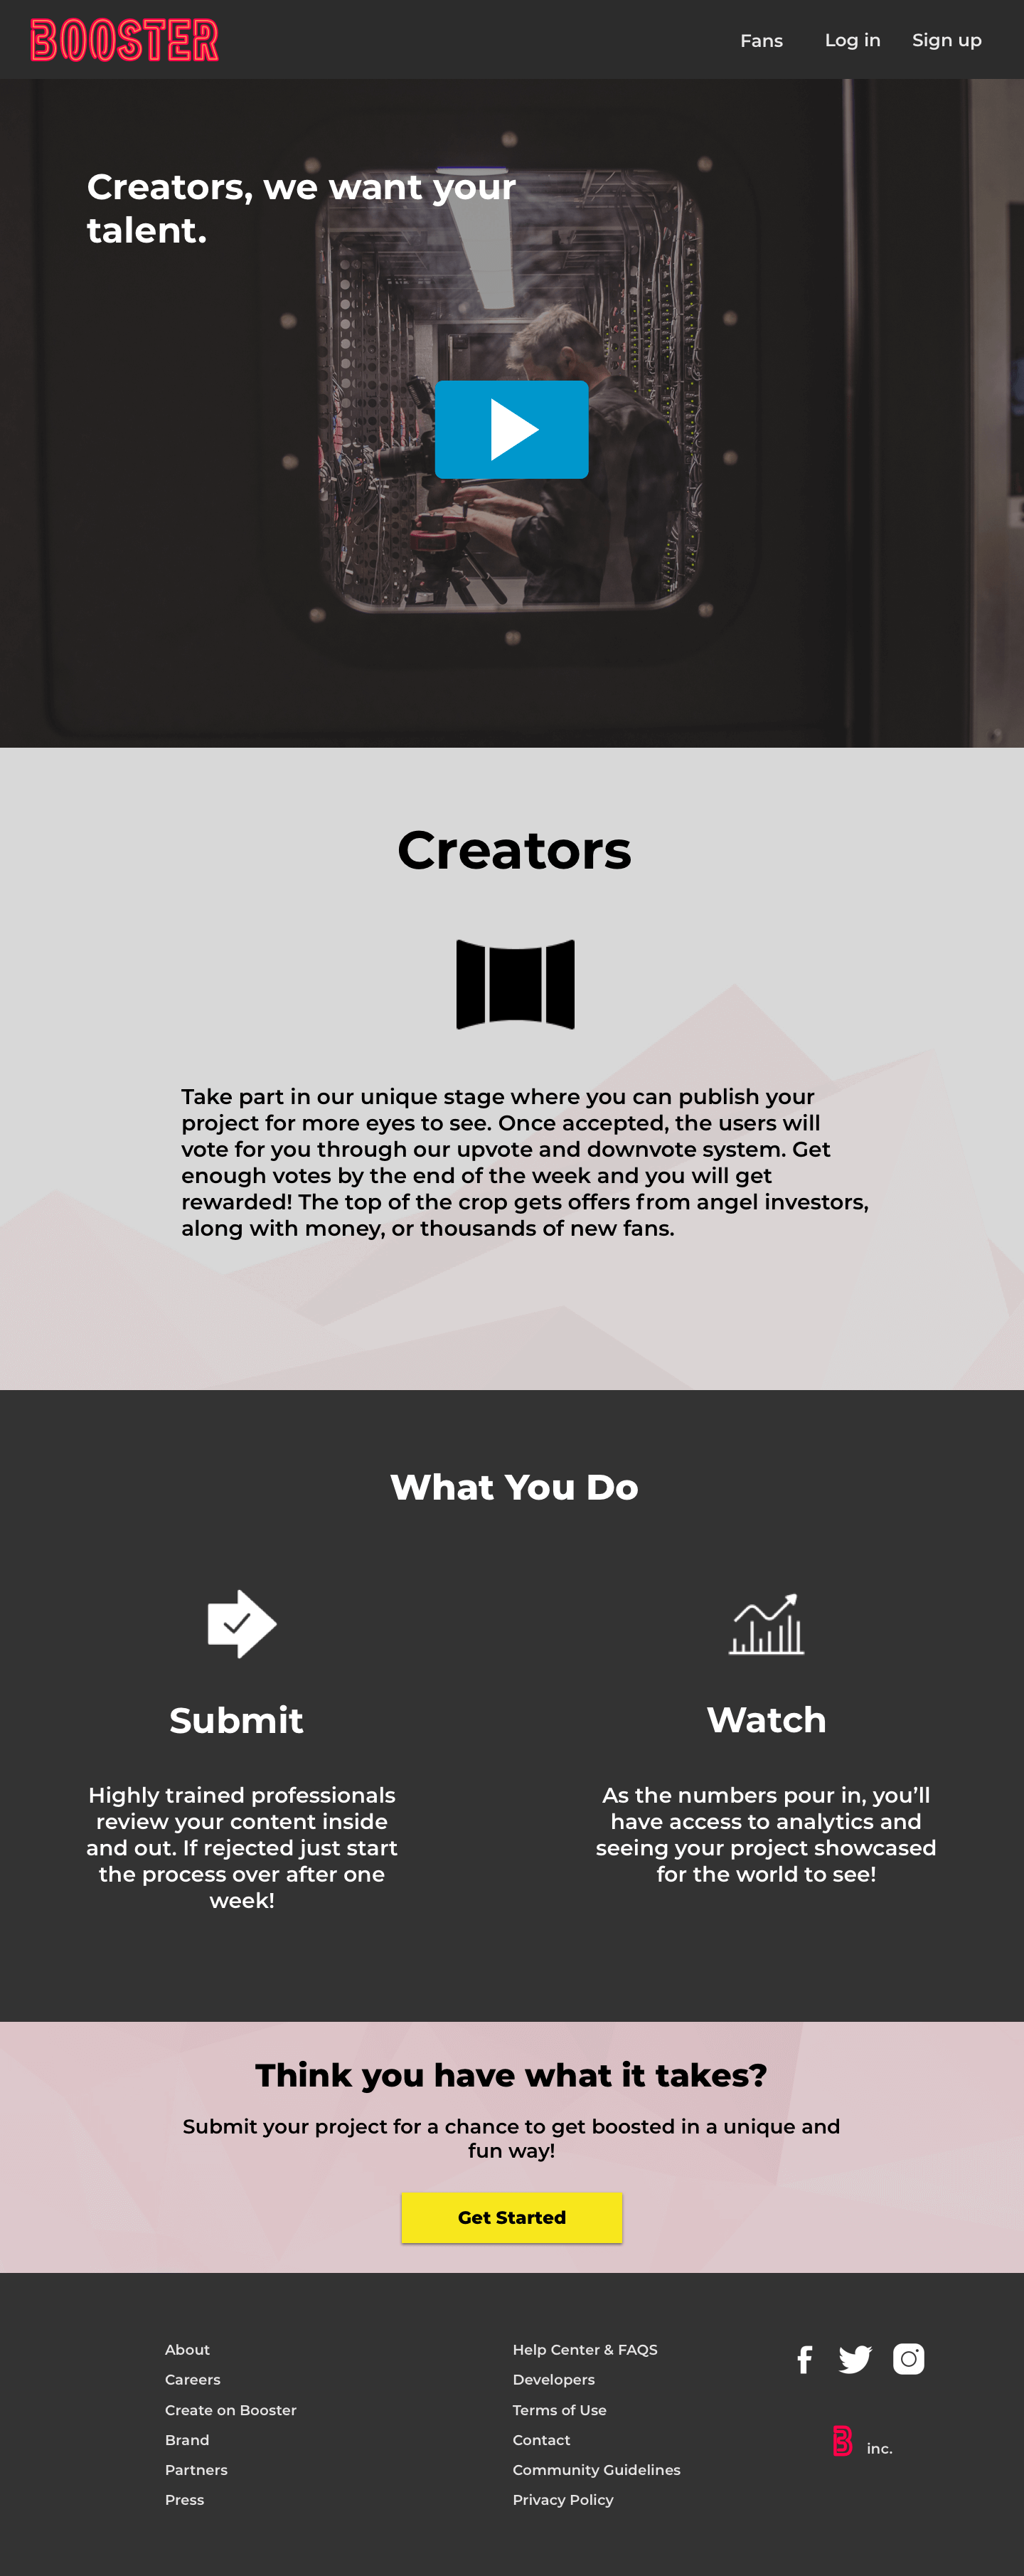 BOOSTER
Fans
Log in
Sign up
Creators, we want your
talent.
Creators
Take part in our unique stage where you can publish your
project for more eyes to see. Once accepted, the users will
vote for you through our upvote and downvote system. Get
enough votes by the end of the week and you will get
rewarded! The top of the crop gets offers from angel investors,
along with money, or thousands of new fans.
What You Do
Submit
Highly trained professionals
review your content inside
and out. If rejected just start
the process over after one
week!
Watch
As the numbers pour in, you’ll
have access to analytics and
seeing your project showcased
for the world to see!
Think you have what it takes?
Submit your project for a chance to get boosted in a unique and
fun way!
Get Started
About
Careers
Create on Booster
Brand
Partners
Press
Help Center & FAQS
Developers
Terms of Use
Contact
Community Guidelines
Privacy Policy
B inc.